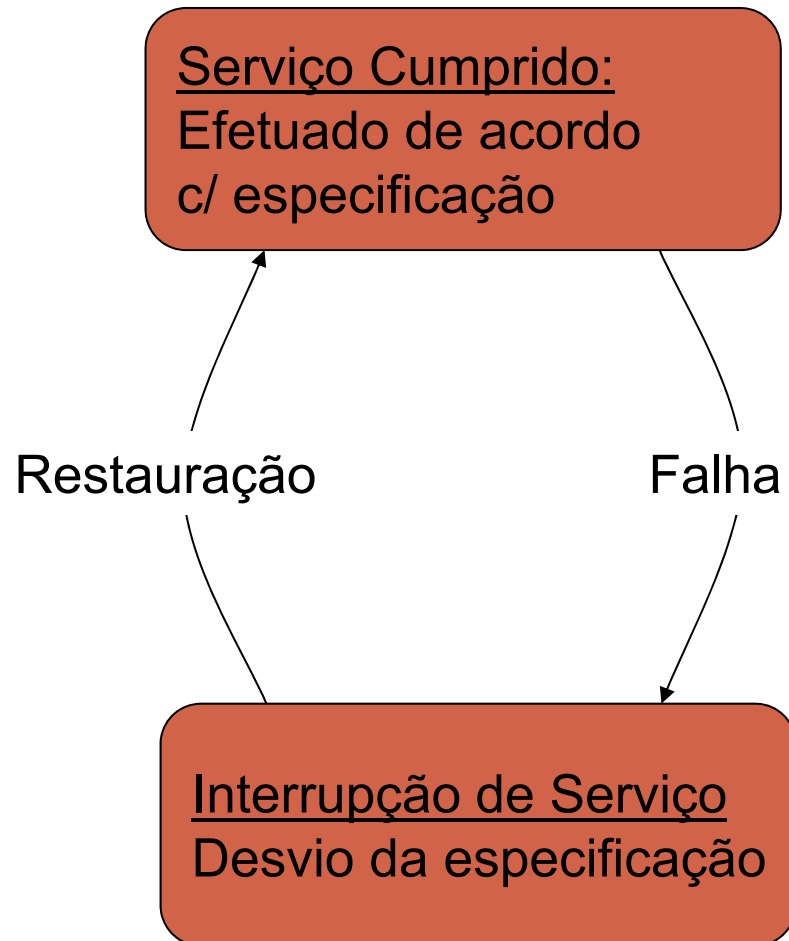 Serviço Cumprido:
Efetuado de acordo
c/ especificação
Restauração
Falha
Interrupção de Serviço
Desvio da especificação